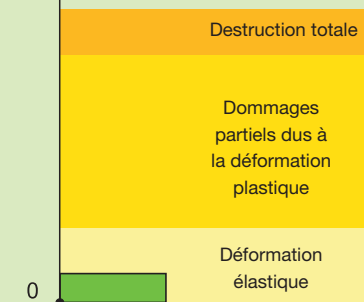 Destruction totale
Dommages
partiels dus à
la déformation
plastique
Déformation
élastique
0